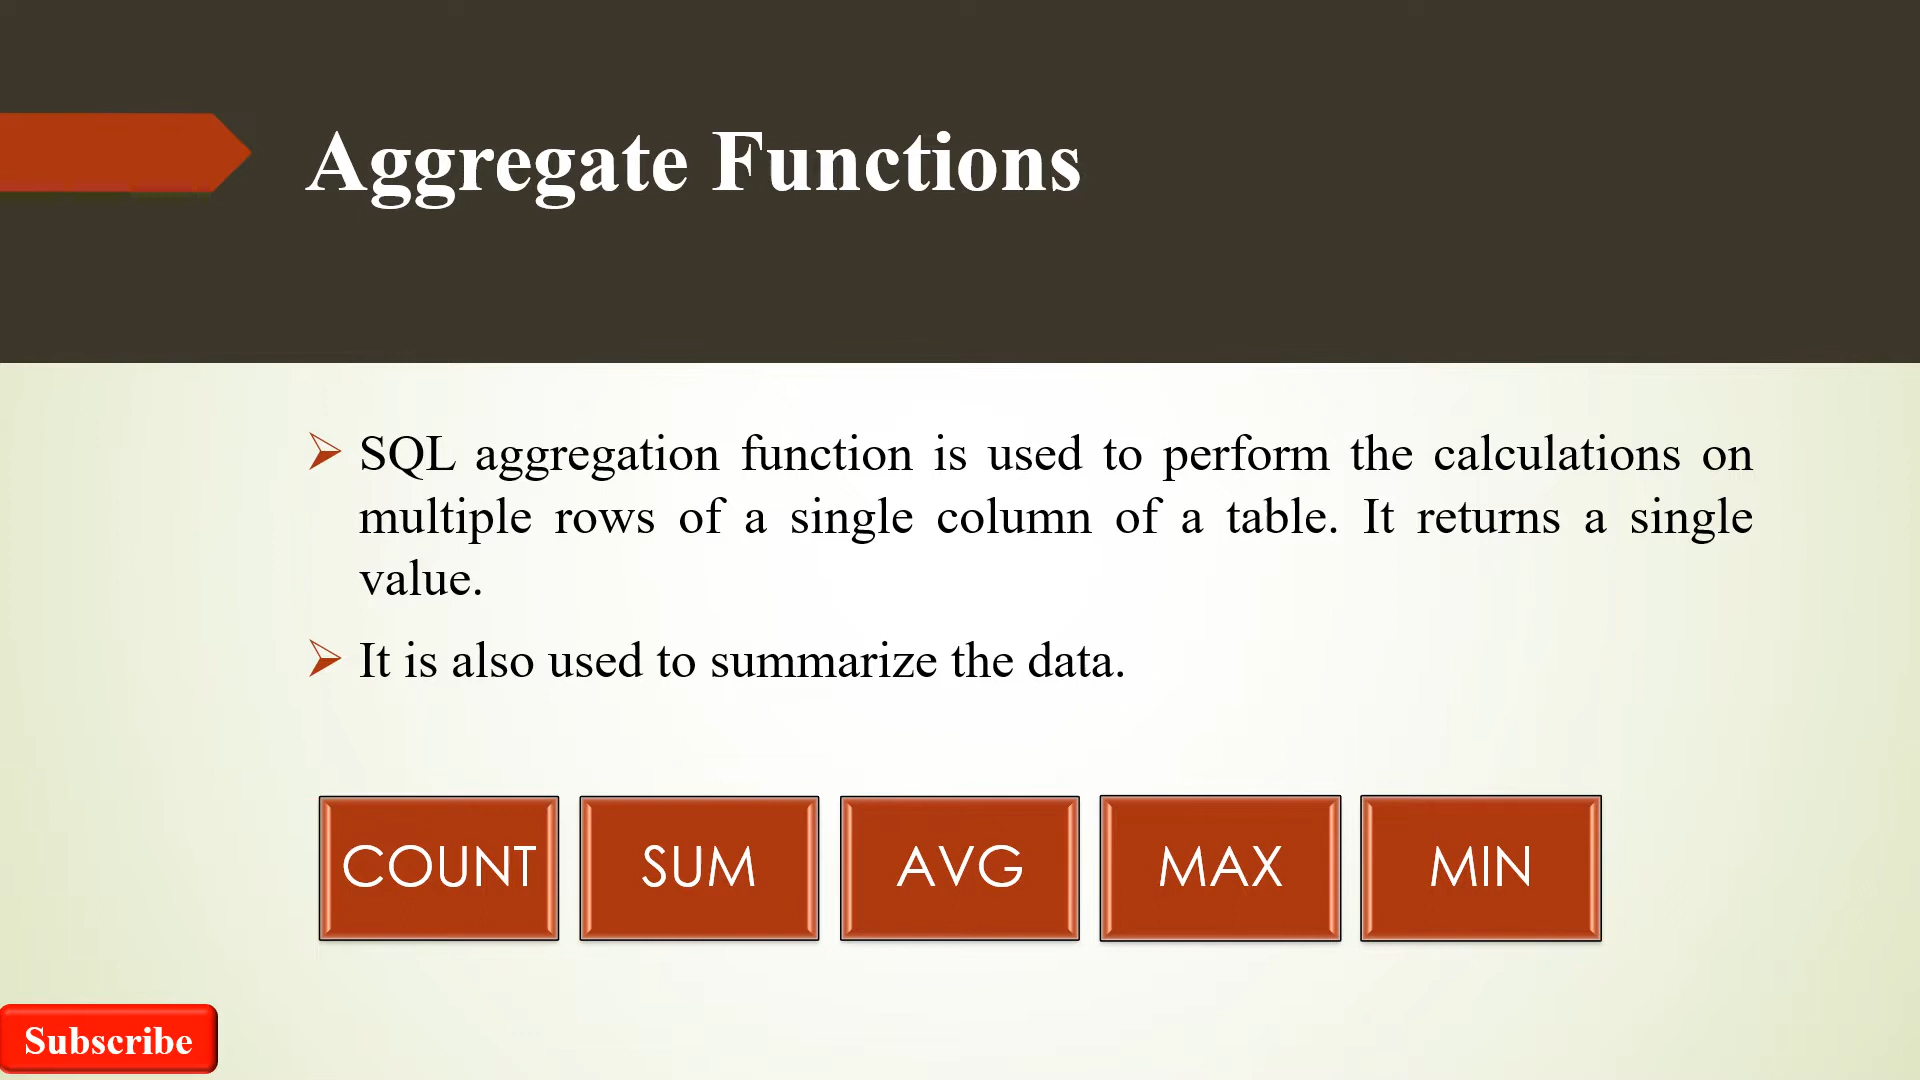 Aggregate Functions
SQL aggregation function is used to perform the calculations on
multiple rows of a single column of a table. It returns a single
value.
It is also used to summarize the data.
COUNT SUM AVG MAX MIN
Subscribe